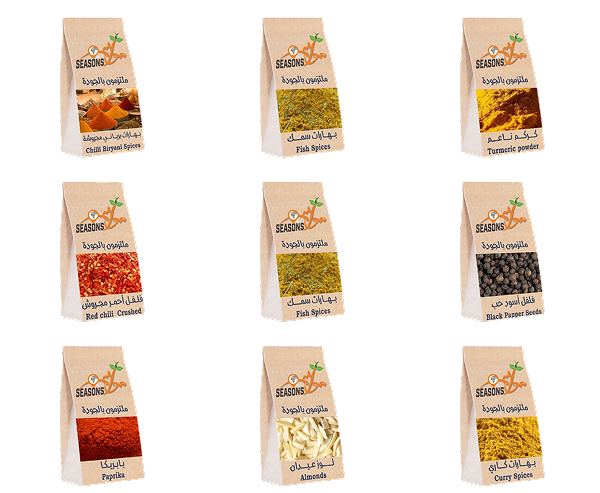 SEASONS
ملتزمون بالجودة
بهارات برياني مجروشة
Chilli Biryani Spices
SEASONS
ملتزمون بالجودة
بهارات سمك
Fish Spices
SEASONS
ملتزمون بالجودة
كركم ناعم
Turmeric powder
SEASONS
ملتزمون بالجودة
فلفل أحمر مجروش
Red chili Crushed
SEASONS
ملتزمون بالجودة
بهارات سمك
Fish Spices
SEASONS
ملتزمون بالجودة
فلفل أسود حب
Black Papper Seeds
SEASONS
ملتزمون بالجودة
بابريكا
Paprika
SEASONS
ملتزمون بالجودة
لوز عيدان
Almonds
SEASONS
ملتزمون بالجودة
بهارات كاري
Curry Spices